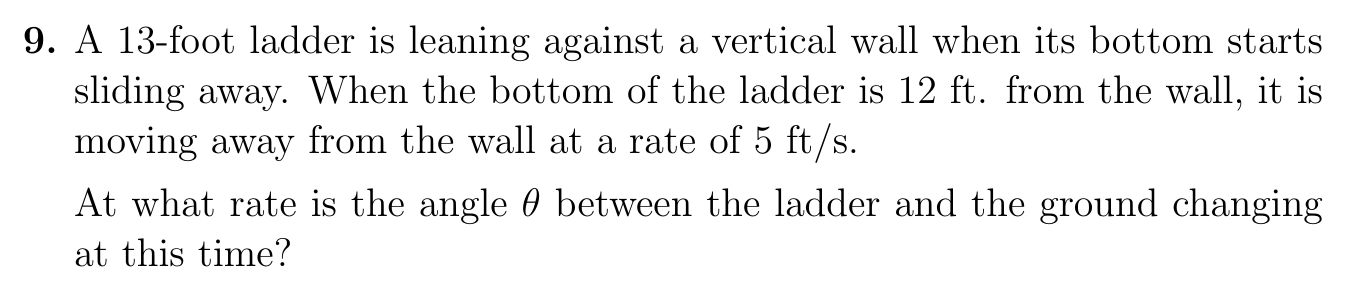 9. A 13-foot ladder is leaning against a vertical wall when its bottom starts
sliding away. When the bottom of the ladder is 12 ft. from the wall, it is
moving away from the wall at a rate of 5 ft/s.
At what rate is the angle θ between the ladder and the ground changing
at this time?